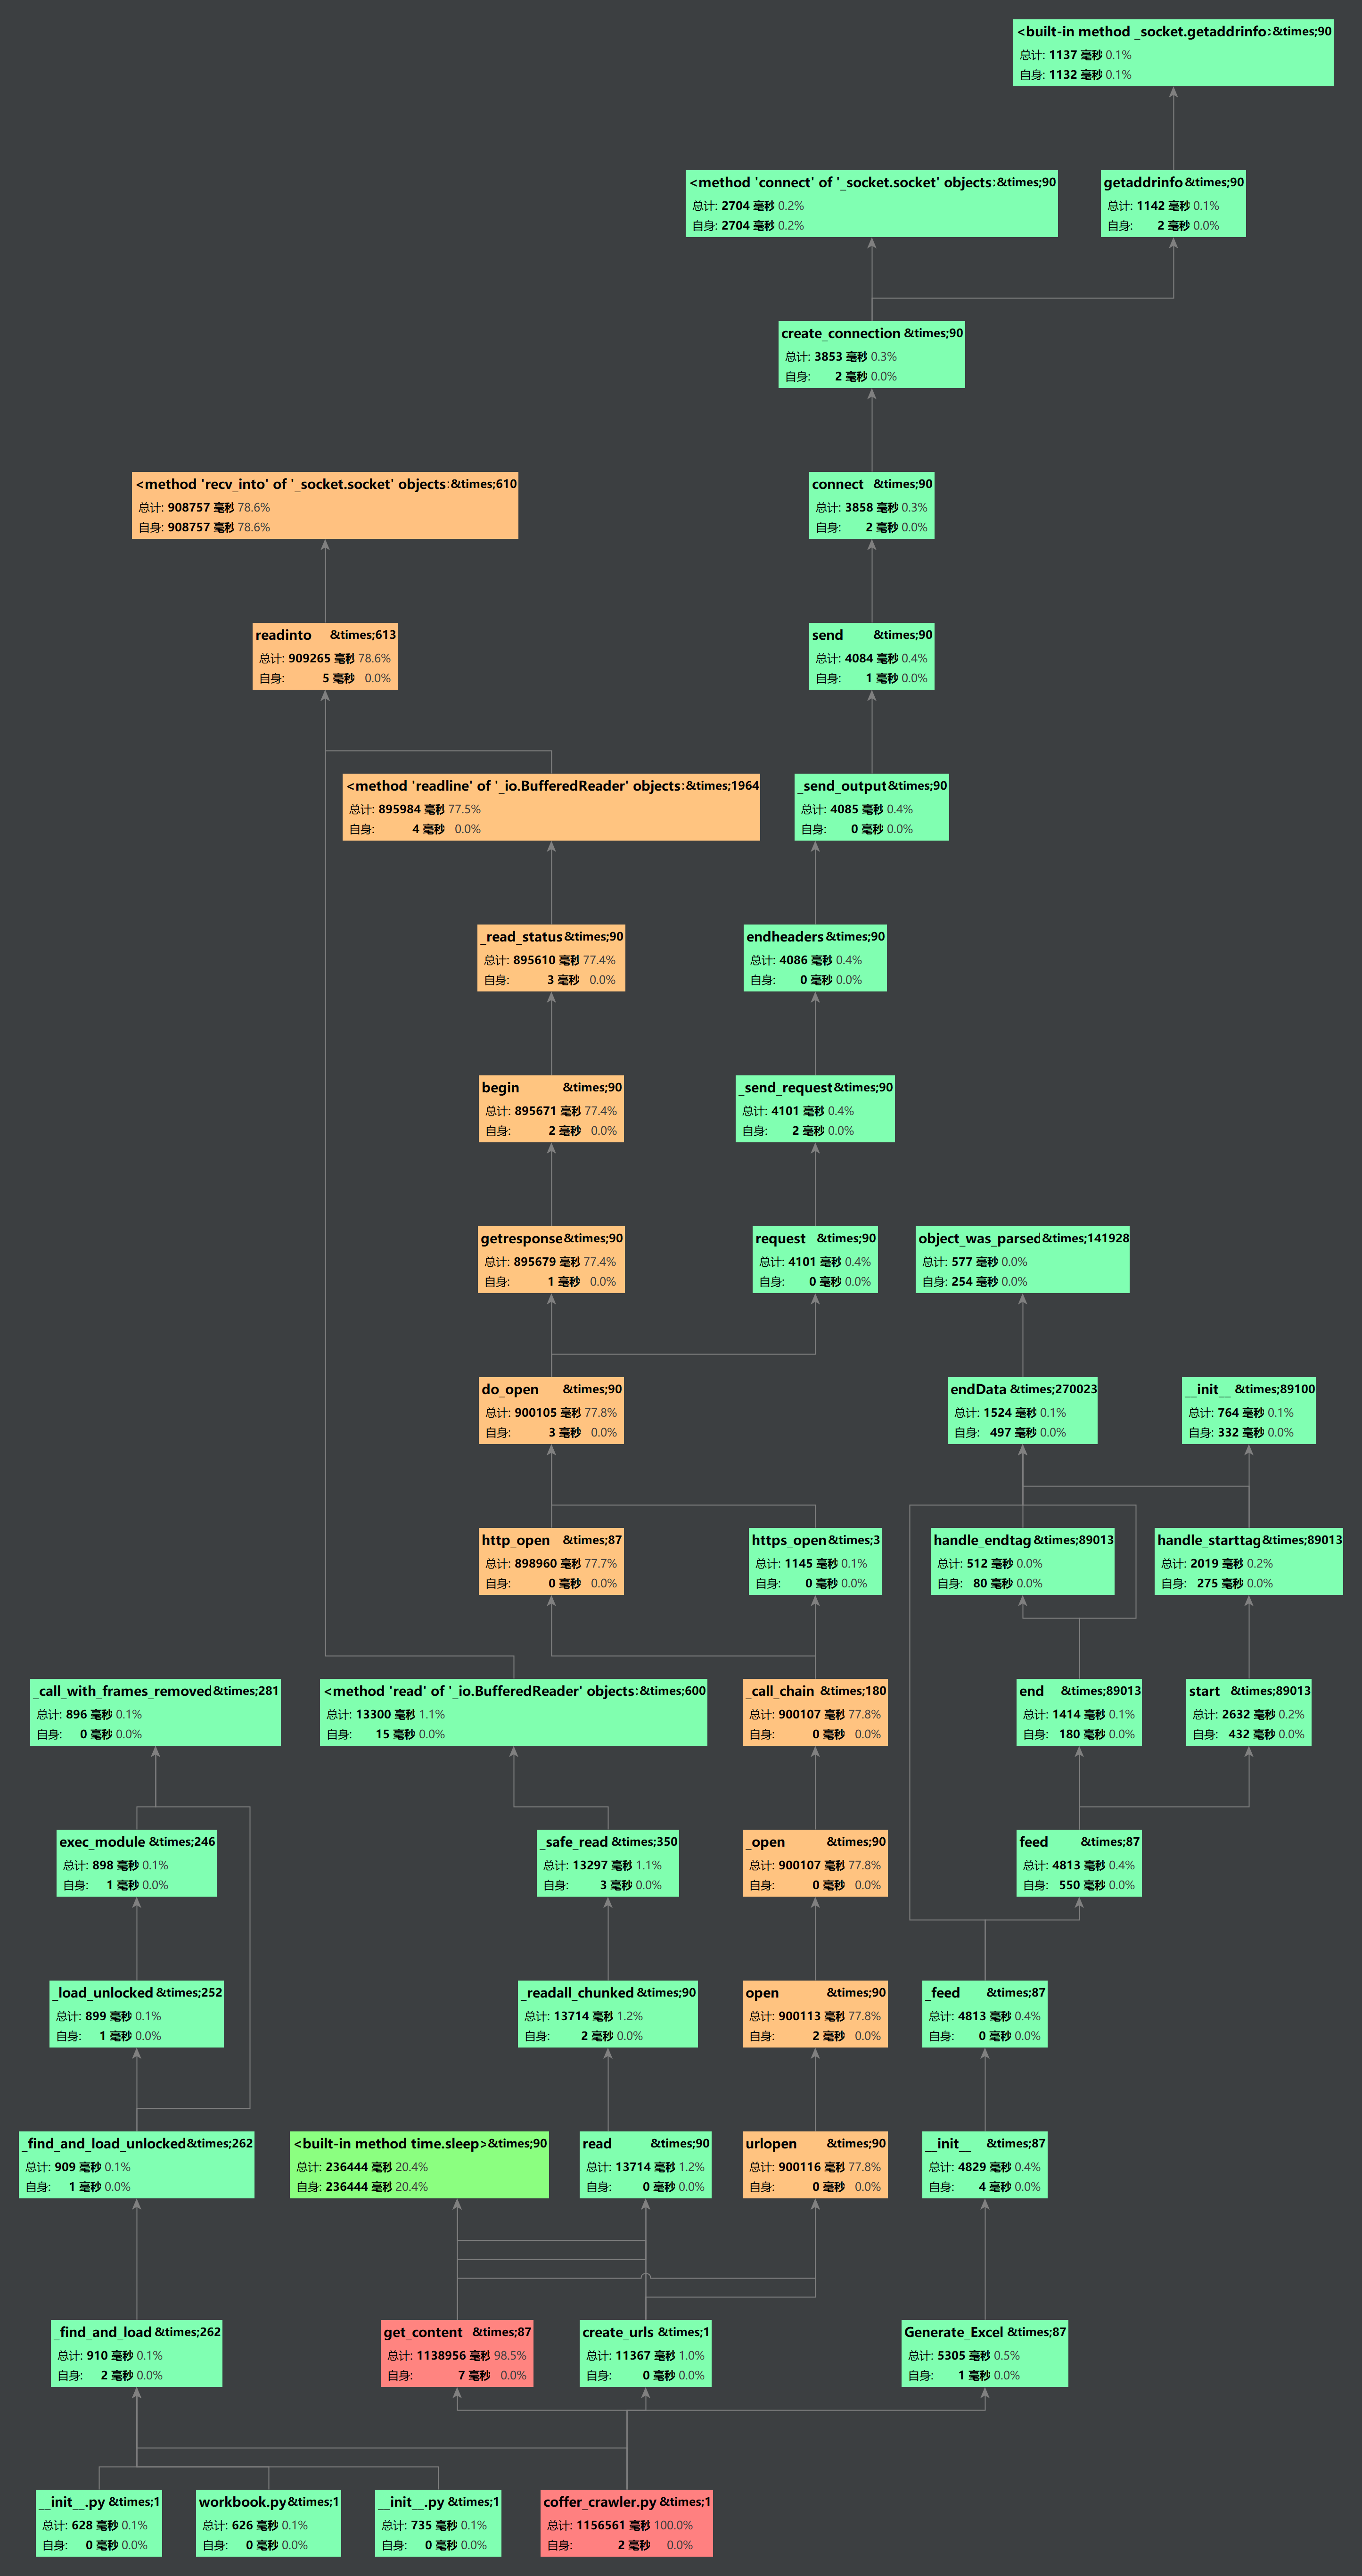 <built-in method _socket.getaddrinfo:&times;90
总计: 1137 毫秒 0.1%
自身: 1132 毫秒 0.1%
<method 'connect' of '_socket.socket' objects:&times;90
总计: 2704 毫秒 0.2%
自身: 2704 毫秒 0.2%
getaddrinfo&times;90
总计: 1142 毫秒 0.1%
自身: 2 毫秒 0.0%
create_connection &times;90
总计: 3853 毫秒 0.3%
自身: 2 毫秒 0.0%
<method 'recv_into' of '_socket.socket' objects:&times;610
总计: 908757 毫秒 78.6%
自身: 908757 毫秒 78.6%
connect &times;90
总计: 3858 毫秒 0.3%
自身: 2 毫秒 0.0%
readinto &times;613
总计: 909265 毫秒 78.6%
自身: 5 毫秒 0.0%
send &times;90
总计: 4084 毫秒 0.4%
自身: 1 毫秒 0.0%
<method 'readline' of '_io.BufferedReader' objects:&times;1964
总计: 895984 毫秒 77.5%
自身: 4 毫秒 0.0%
_send_output&times;90
总计: 4085 毫秒 0.4%
自身: 0 毫秒 0.0%
_read_status&times;90
总计: 895610 毫秒 77.4%
自身: 3 毫秒 0.0%
endheaders&times;90
总计: 4086 毫秒 0.4%
自身: 0 毫秒 0.0%
begin &times;90
总计: 895671 毫秒 77.4%
自身: 2 毫秒 0.0%
_send_request&times;90
总计: 4101 毫秒 0.4%
自身: 2 毫秒 0.0%
getresponse&times;90
总计: 895679 毫秒 77.4%
自身: 1 毫秒 0.0%
request &times;90
总计: 4101 毫秒 0.4%
自身: 0 毫秒 0.0%
object_was_parsed&times;141928
总计: 577 毫秒 0.0%
自身: 254 毫秒 0.0%
do_open &times;90
总计: 900105 毫秒 77.8%
自身: 3 毫秒 0.0%
endData &times;270023
总计: 1524 毫秒 0.1%
自身: 497 毫秒 0.0%
__init__ &times;89100
总计: 764 毫秒 0.1%
自身: 332 毫秒 0.0%
http_open &times;87
总计: 898960 毫秒 77.7%
自身: 0 毫秒 0.0%
https_open&times;3
总计: 1145 毫秒 0.1%
自身: 0 毫秒 0.0%
handle_endtag&times;89013
总计: 512 毫秒 0.0%
自身: 80 毫秒 0.0%
handle_starttag&times;89013
总计: 2019 毫秒 0.2%
自身: 275 毫秒 0.0%
_call_with_frames_removed&times;281
总计: 896 毫秒 0.1%
自身: 0 毫秒 0.0%
<method 'read' of '_io.BufferedReader' objects:&times;600
总计: 13300 毫秒 1.1%
自身: 15 毫秒 0.0%
_call_chain &times;180
总计: 900107 毫秒 77.8%
自身: 0 毫秒 0.0%
end &times;89013
总计: 1414 毫秒 0.1%
自身: 180 毫秒 0.0%
start &times;89013
总计: 2632 毫秒 0.2%
自身: 432 毫秒 0.0%
exec_module &times;246
总计: 898 毫秒 0.1%
自身: 1 毫秒 0.0%
_safe_read &times;350
总计: 13297 毫秒 1.1%
自身: 3 毫秒 0.0%
_open &times;90
总计: 900107 毫秒 77.8%
自身: 0 毫秒 0.0%
feed &times;87
总计: 4813 毫秒 0.4%
自身: 550 毫秒 0.0%
_load_unlocked &times;252
总计: 899 毫秒 0.1%
自身: 1 毫秒 0.0%
_readall_chunked &times;90
总计: 13714 毫秒 1.2%
自身: 2 毫秒 0.0%
open &times;90
总计: 900113 毫秒 77.8%
自身: 2 毫秒 0.0%
_feed &times;87
总计: 4813 毫秒 0.4%
自身: 0 毫秒 0.0%
_find_and_load_unlocked&times;262
总计: 909 毫秒 0.1%
自身: 1 毫秒 0.0%
<built-in method time.sleep>&times;90
总计: 236444 毫秒 20.4%
自身: 236444 毫秒 20.4%
read &times;90
总计: 13714 毫秒 1.2%
自身: 0 毫秒 0.0%
urlopen &times;90
总计: 900116 毫秒 77.8%
自身: 0 毫秒 0.0%
__init__ &times;87
总计: 4829 毫秒 0.4%
自身: 4 毫秒 0.0%
_find_and_load &times;262
总计: 910 毫秒 0.1%
自身: 2 毫秒 0.0%
get_content &times;87
总计: 1138956 毫秒 98.5%
自身: 7 毫秒 0.0%
create_urls &times;1
总计: 11367 毫秒 1.0%
自身: 0 毫秒 0.0%
Generate_Excel &times;87
总计: 5305 毫秒 0.5%
自身: 1 毫秒 0.0%
__init__.py &times;1
总计: 628 毫秒 0.1%
自身: 0 毫秒 0.0%
workbook.py&times;1
总计: 626 毫秒 0.1%
自身: 0 毫秒 0.0%
__init__.py &times;1
总计: 735 毫秒 0.1%
自身: 0 毫秒 0.0%
coffer_crawler.py &times;1
总计: 1156561 毫秒 100.0%
自身: 2 毫秒 0.0%